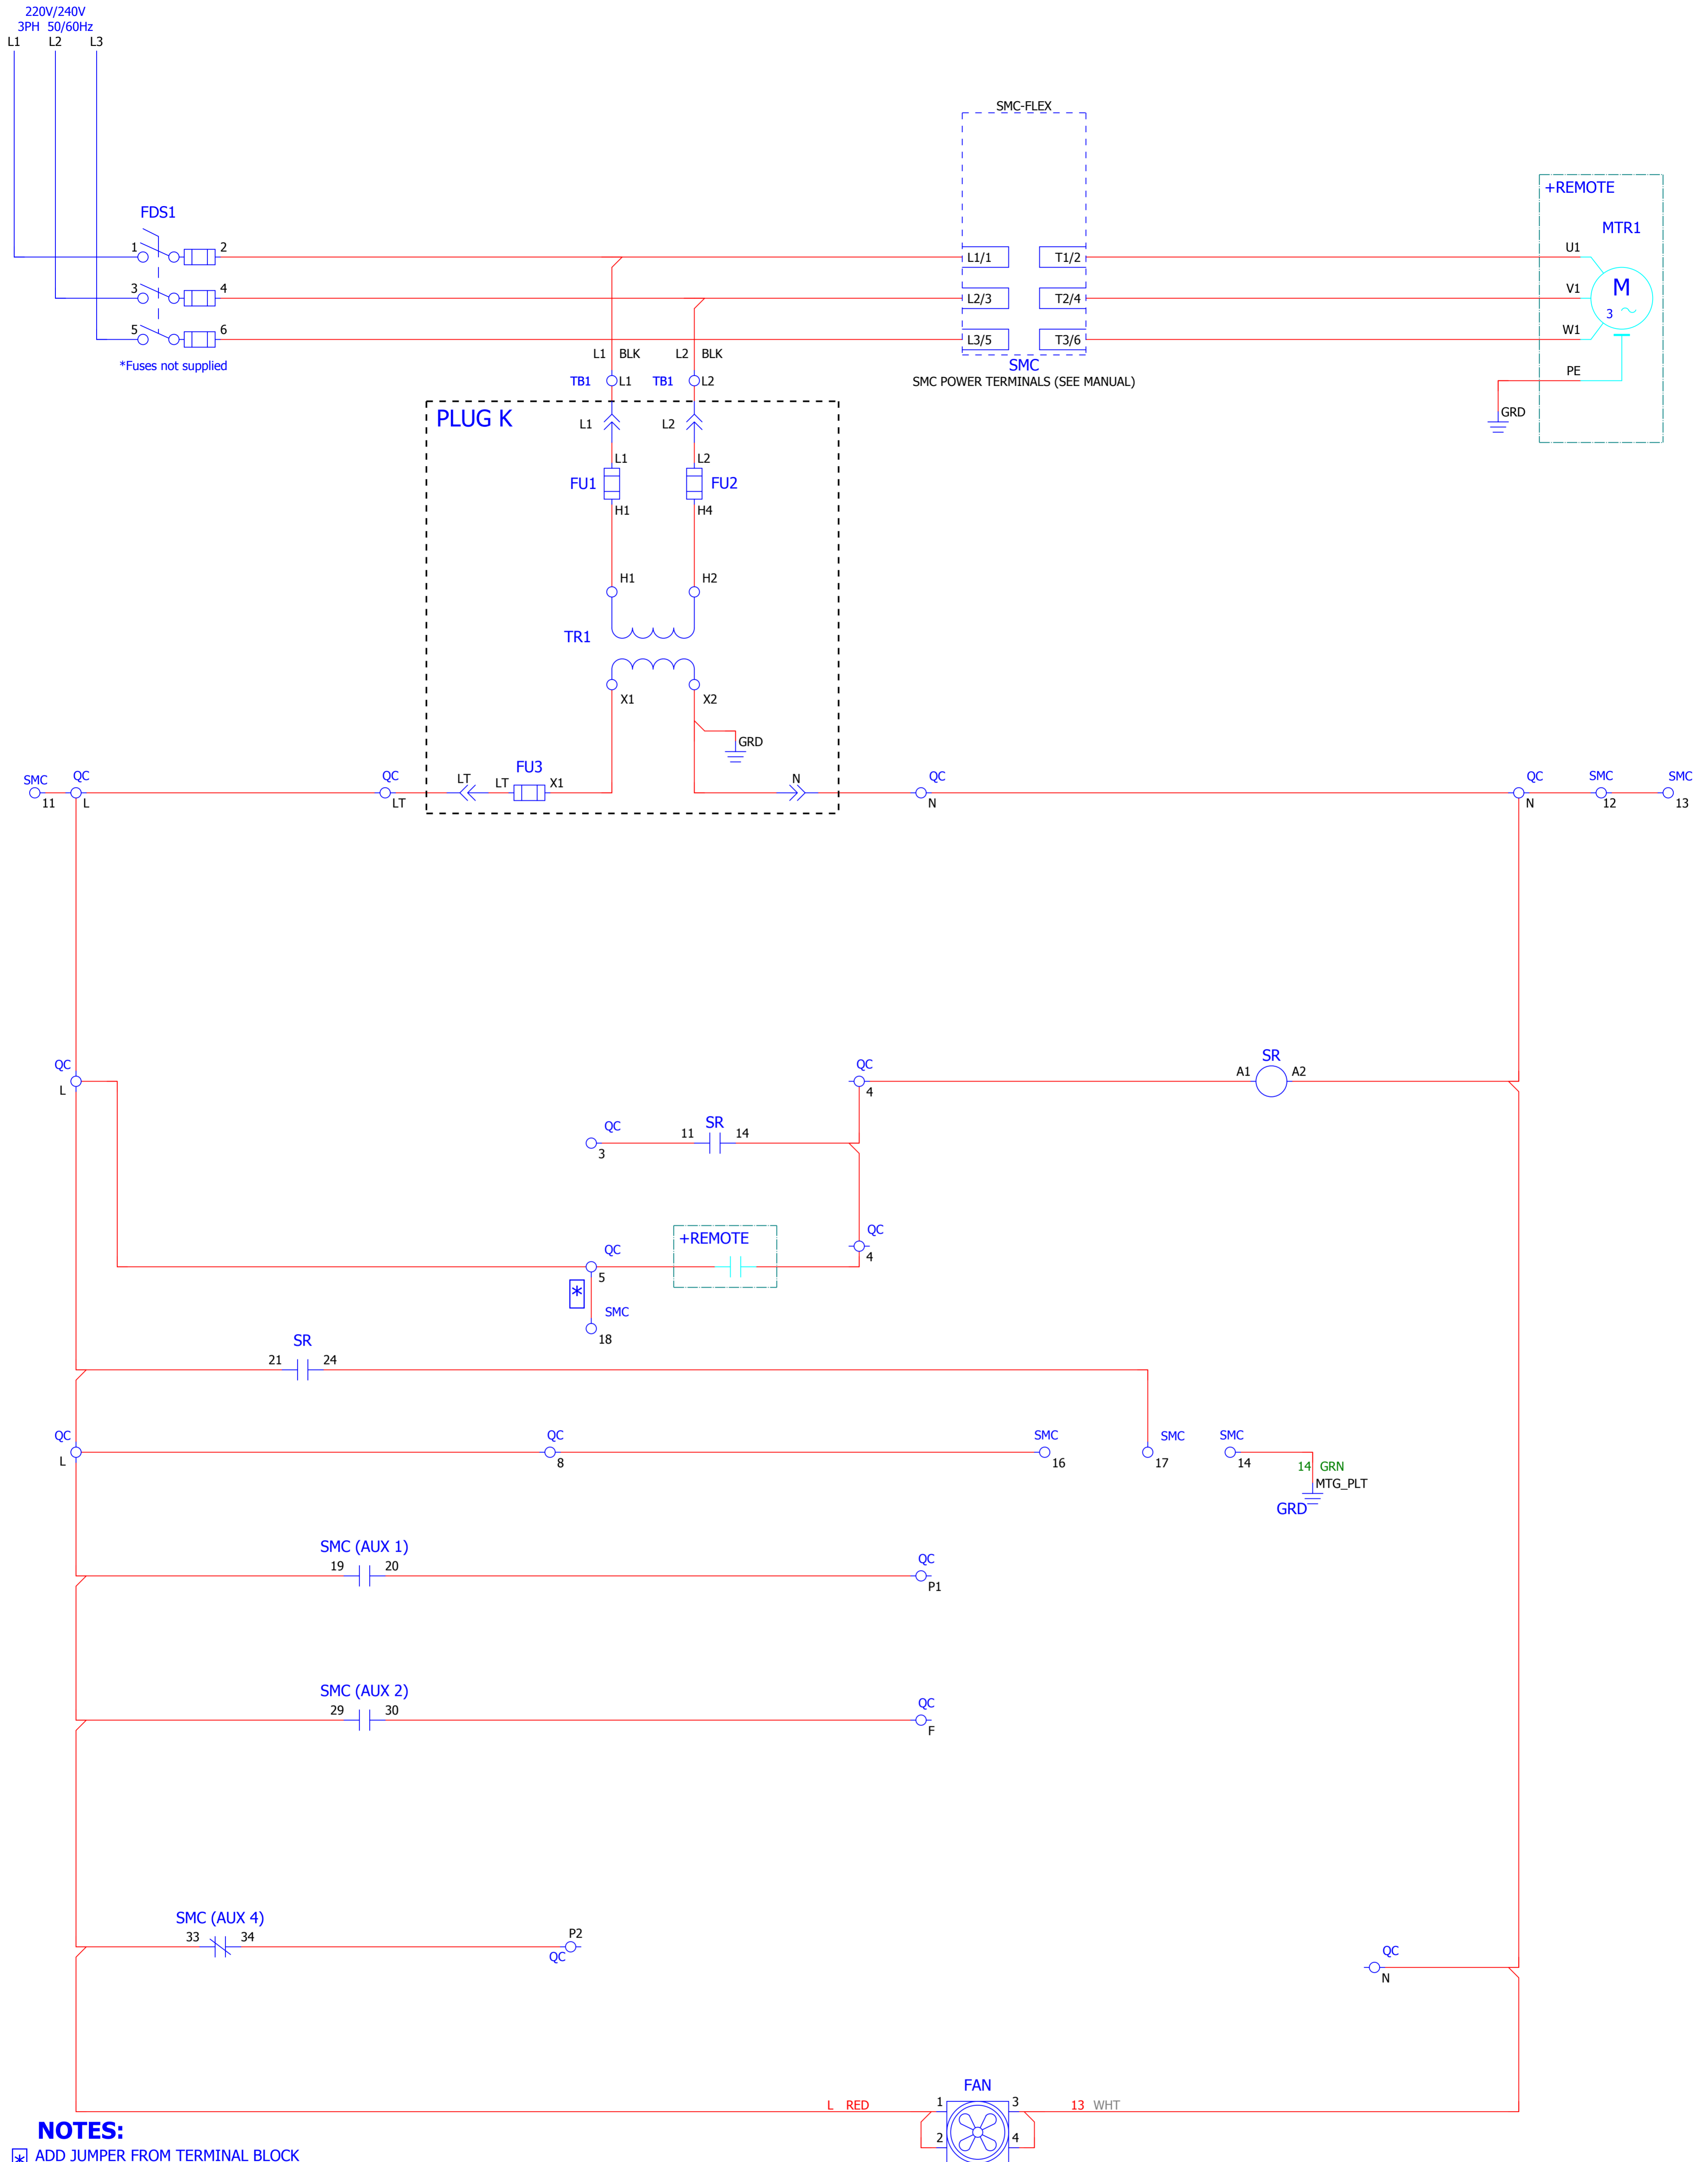 220V/240V
3PH 50/60Hz
L1 L2 L3
SMC-FLEX
+REMOTE
FDS1
MTR1
1 2 L1/1 T1/2 U1
3 4 L2/3 T2/4 V1 M
3
5 6 L3/5 T3/6 W1
*Fuses not supplied
L1 BLK L2 BLK
SMC
SMC POWER TERMINALS (SEE MANUAL)
PE
TB1 L1 TB1 L2
GRD
PLUG K
L1 L2
L1 L2
FU1 FU2
H1 H4
H1 H2
TR1
X1 X2
GRD
FU3
SMC QC QC LT LT X1 N QC QC SMC SMC
11 L LT N N 12 13
QC QC SR
L 4 A1 A2
QC SR
3 11 14
QC
+REMOTE
4
QC
5
*
SMC
18
SR
21 24
QC QC SMC SMC SMC
L 8 16 17 14
14 GRN
MTG_PLT
GRD
SMC (AUX 1)
19 20 QC
P1
SMC (AUX 2)
29 30 QC
F
SMC (AUX 4)
33 34 P2
QC
QC
N
FAN
L RED 1 3 13 WHT
2 4
NOTES:
* ADD JUMPER FROM TERMINAL BLOCK